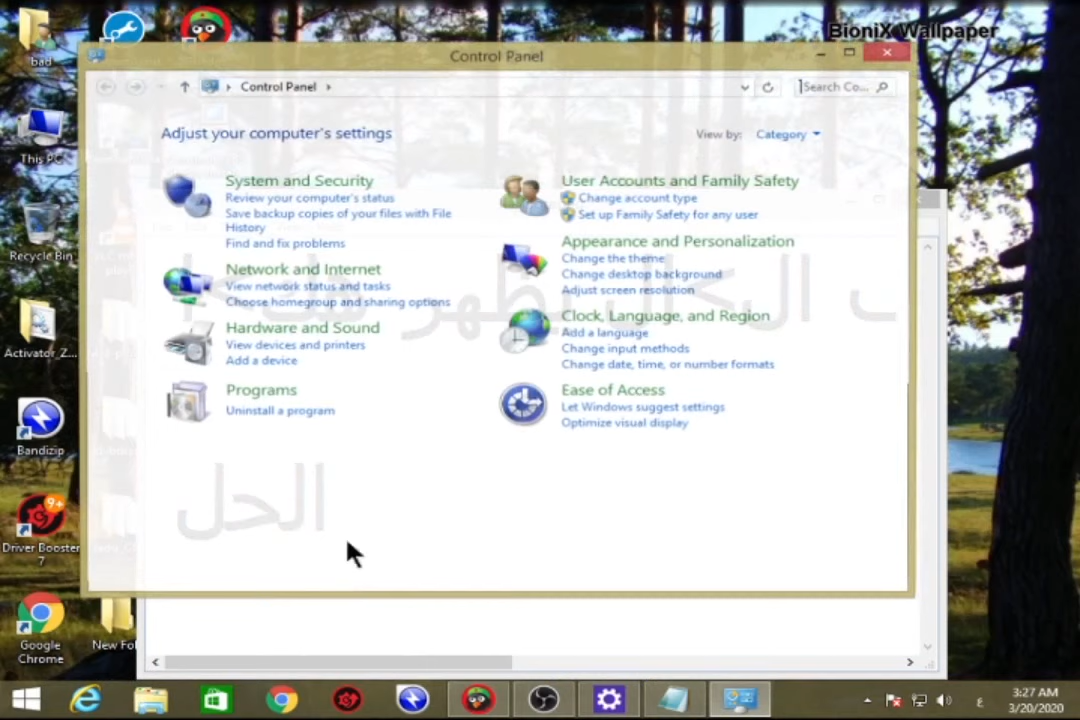 BioniX Wallpaper
bad
Control Panel
Control Panel
Search Co...
Adjust your computer's settings
View by: Category
This PC
System and Security
Review your computer's status
Save backup copies of your files with File
History
Find and fix problems
User Accounts and Family Safety
Change account type
Set up Family Safety for any user
Recycle Bin
Network and Internet
View network status and tasks
Choose homegroup and sharing options
Appearance and Personalization
Change the theme
Change desktop background
Adjust screen resolution
Hardware and Sound
View devices and printers
Add a device
Clock, Language, and Region
Add a language
Change input methods
Change date, time, or number formats
Activator_Z...
Programs
Uninstall a program
Ease of Access
Let Windows suggest settings
Optimize visual display
Bandizip
الحل
Driver Booster
7
Google
Chrome
New Fol
ع
3:27 AM
3/20/2020